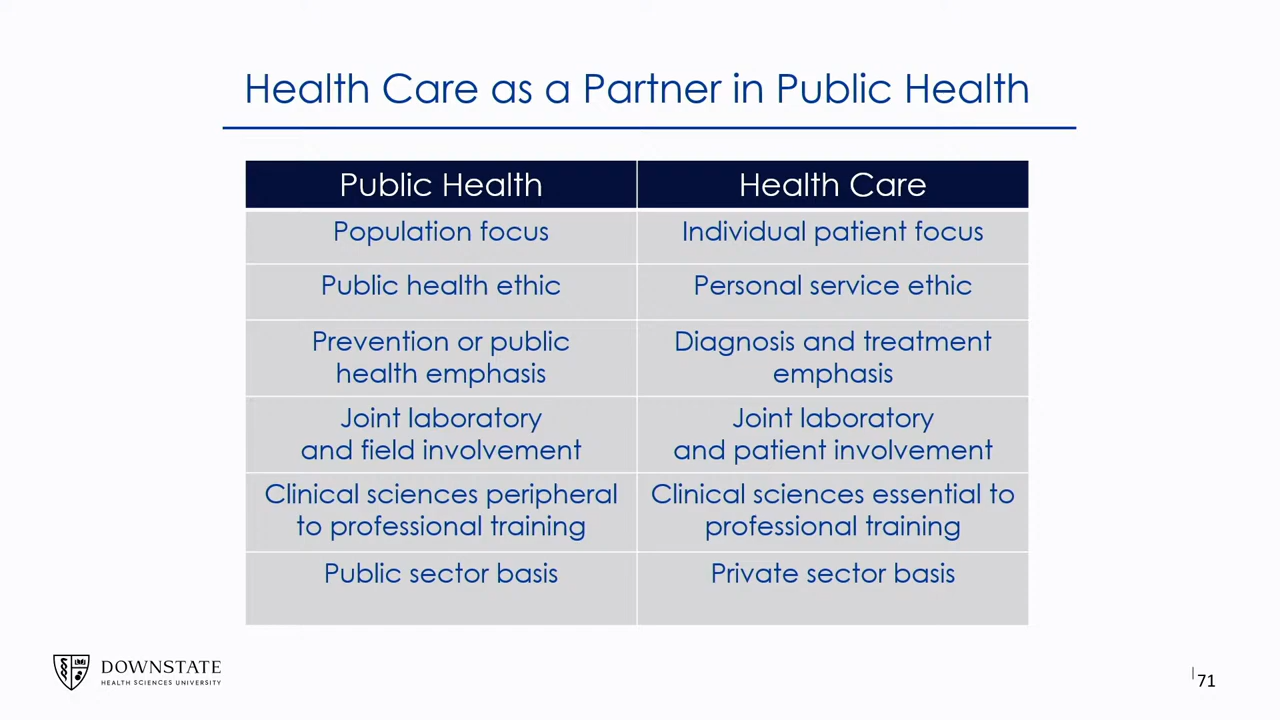 Health Care as a Partner in Public Health
Public Health
Health Care
Population focus
Individual patient focus
Public health ethic
Personal service ethic
Prevention or public
health emphasis
Diagnosis and treatment
emphasis
Joint laboratory
and field involvement
Joint laboratory
and patient involvement
Clinical sciences peripheral
to professional training
Clinical sciences essential to
professional training
Public sector basis
Private sector basis
DOWNSTATE
HEALTH SCIENCES UNIVERSITY
|71